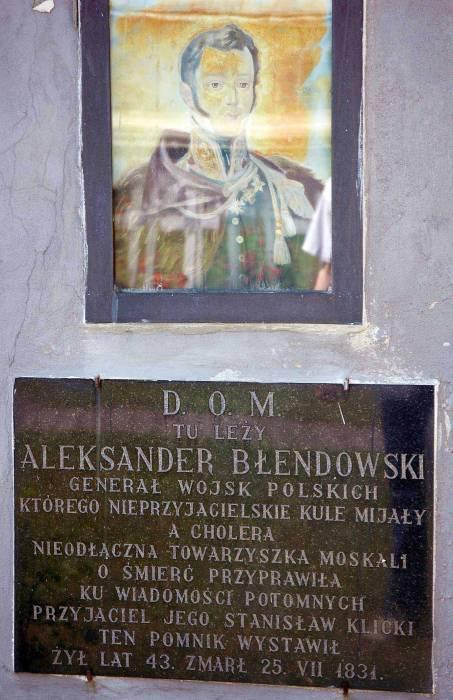 D. O. M.
TU LEŻY
ALEKSANDER BŁENDOWSKI
GENERAŁ WOJSK POLSKICH
KTÓREGO NIEPRZYJACIELSKIE KULE MIJAŁY
A CHOLERA
NIEODŁĄCZNA TOWARZYSZKA MOSKALI
O ŚMIERĆ PRZYPRAWIŁA
KU WIADOMOŚCI POTOMNYCH
PRZYJACIEL JEGO STANISŁAW KLICKI
TEN POMNIK WYSTAWIŁ
ŻYŁ LAT 43. ZMARŁ 25. VII 1831.